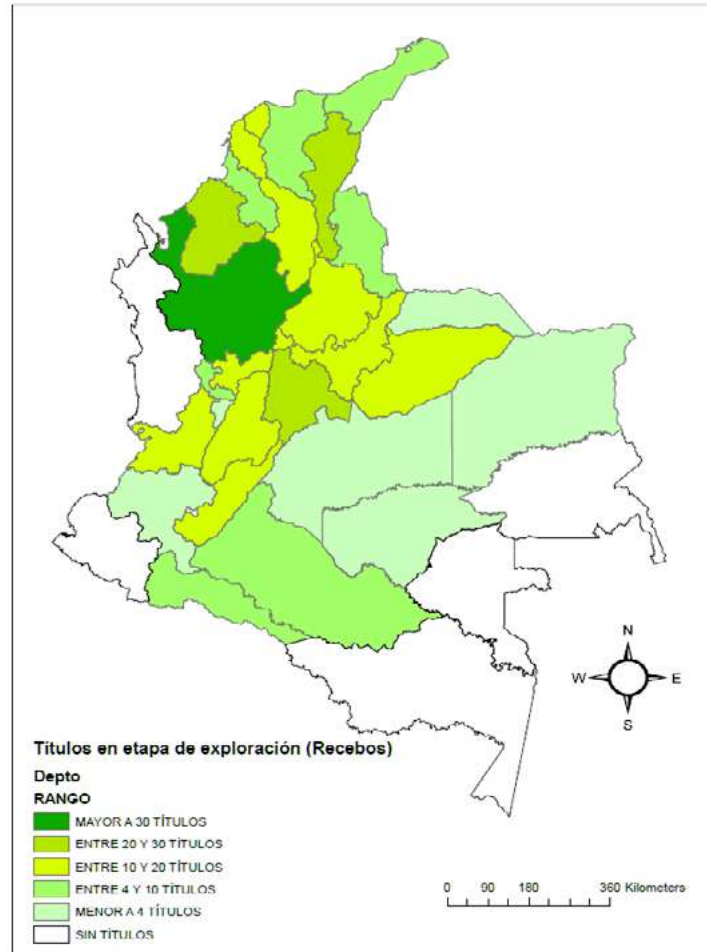 N
W E
S
Títulos en etapa de exploración (Recebos)
Depto
RANGO
MAYOR A 30 TÍTULOS
ENTRE 20 Y 30 TÍTULOS
ENTRE 10 Y 20 TÍTULOS
ENTRE 4 Y 10 TÍTULOS
MENOR A 4 TÍTULOS
SIN TÍTULOS
0 90 180 360 Kilometers